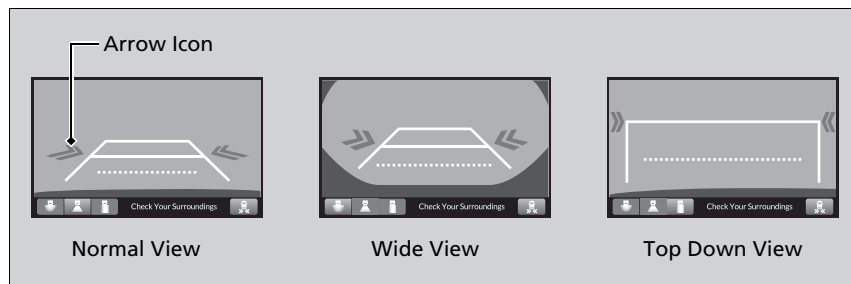 Arrow Icon
Check Your Surroundings
Check Your Surroundings
Check Your Surroundings
Normal View
Wide View
Top Down View